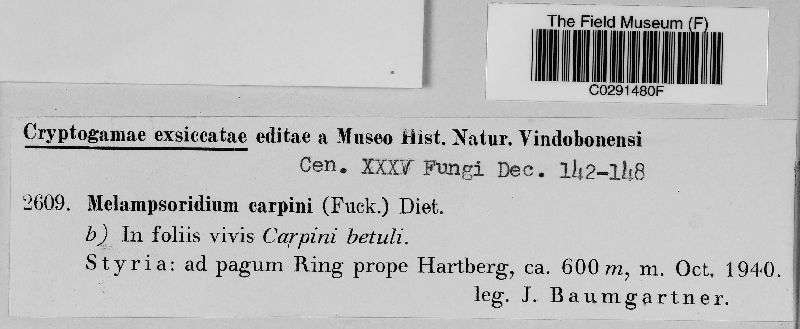 The Field Museum (F)
C0291480F
Cryptogamae exsiccatae editae a Museo Hist. Natur. Vindobonensi
Cen. XXXV Fungi Dec. 142-148
2609. Melampsoridium carpini (Fuck.) Diet.
b) In foliis vivis Carpini betuli.
Styria: ad pagum Ring prope Hartberg, ca. 600 m, m. Oct. 1940.
leg. J. Baumgartner.